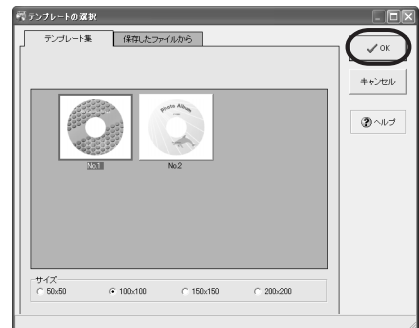 テンプレートの選択
テンプレート集
保存したファイルから
OK
キャンセル
ヘルプ
Photo Album
No.1
No.2
サイズ
50x50
100x100
150x150
200x200